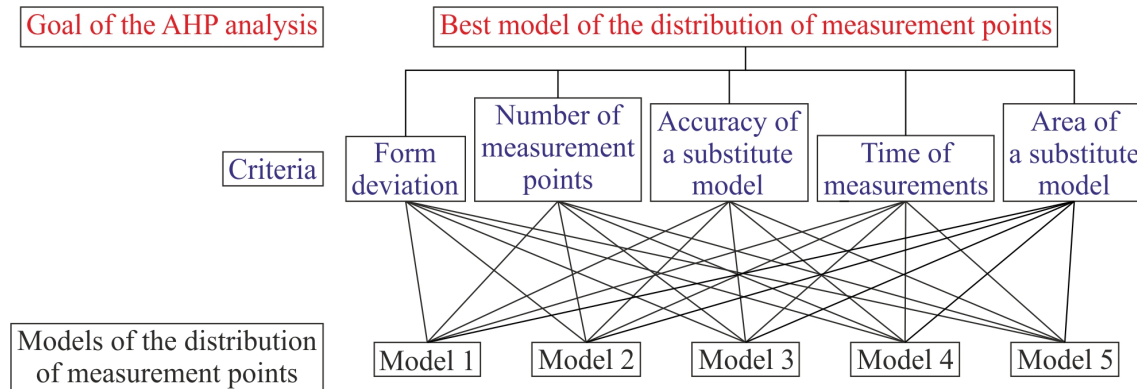 Goal of the AHP analysis
Best model of the distribution of measurement points
Criteria
Form
deviation
Number of
measurement
points
Accuracy of
a substitute
model
Time of
measurements
Area of
a substitute
model
Models of the distribution
of measurement points
Model 1
Model 2
Model 3
Model 4
Model 5